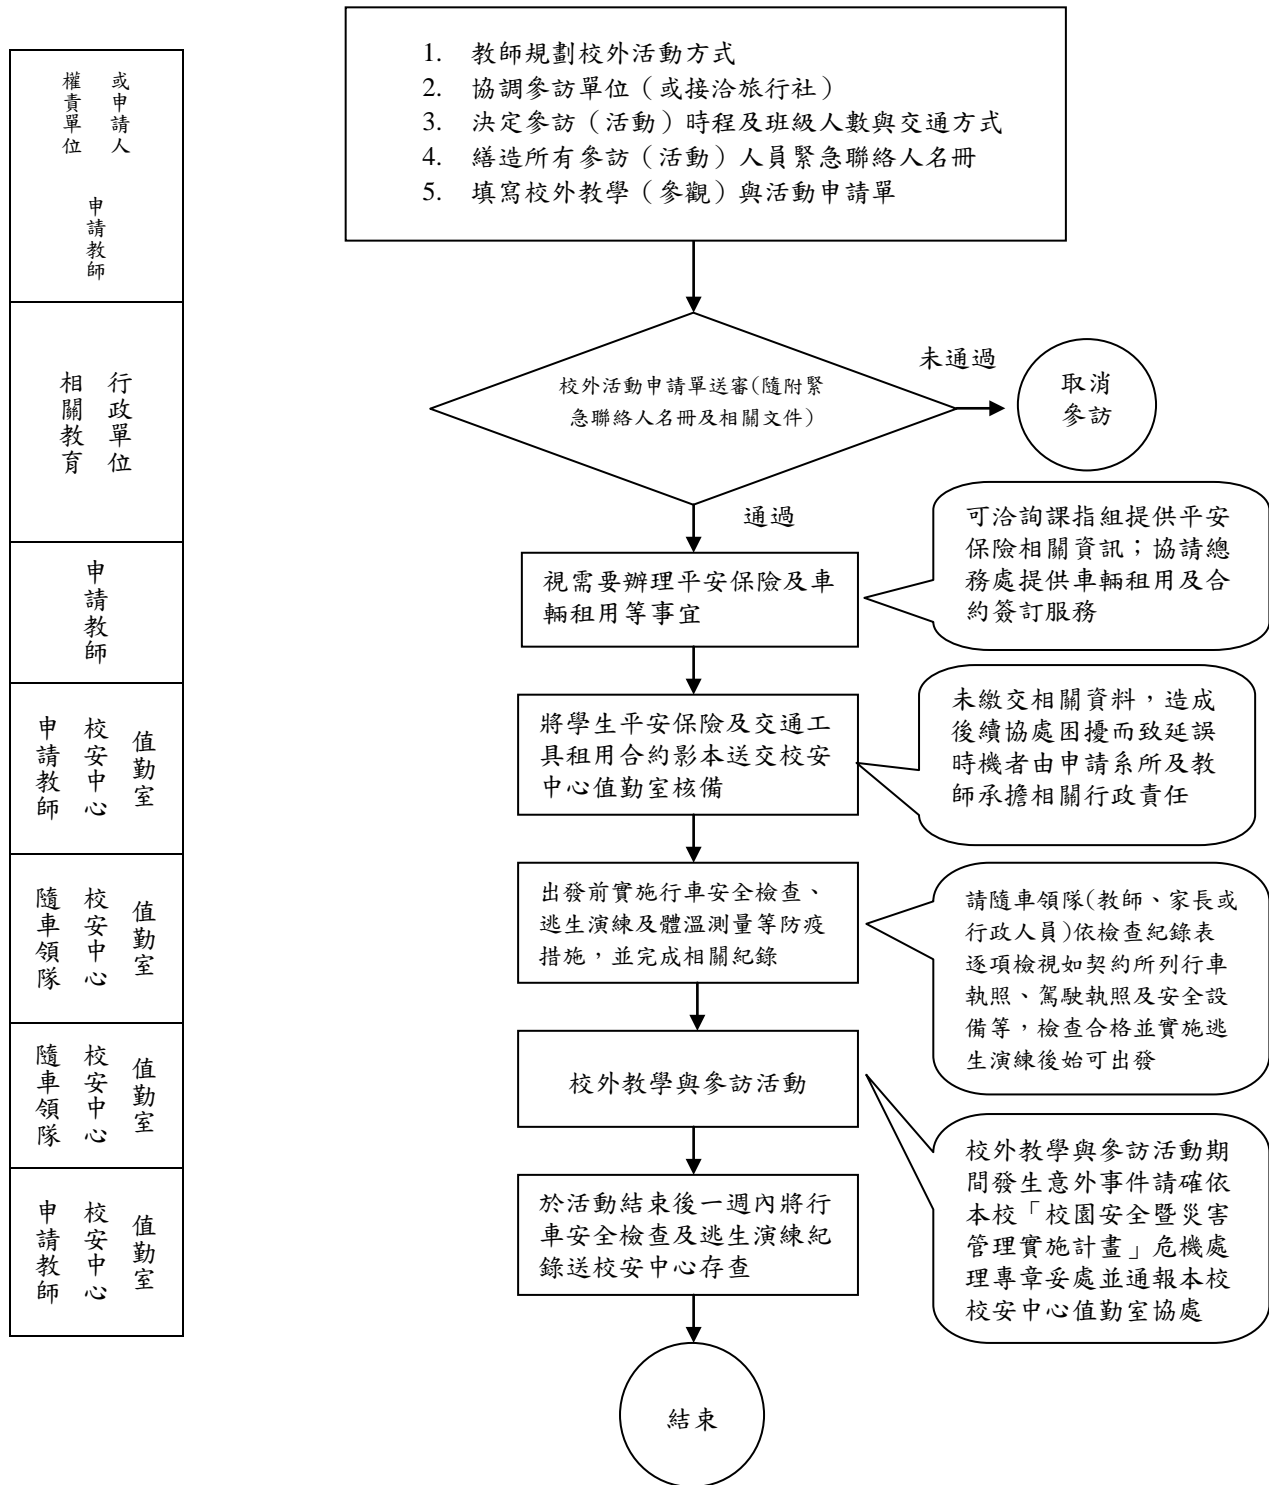 權責單位
或申請人
申請教師
1. 教師規劃校外活動方式
2. 協調參訪單位（或接洽旅行社）
3. 決定參訪（活動）時程及班級人數與交通方式
4. 繕造所有參訪（活動）人員緊急聯絡人名冊
5. 填寫校外教學（參觀）與活動申請單
相關教育
行政單位
校外活動申請單送審(隨附緊
急聯絡人名冊及相關文件)
未通過
取消
參訪
通過
申請教師
視需要辦理平安保險及車
輛租用等事宜
可洽詢課指組提供平安
保險相關資訊；協請總
務處提供車輛租用及合
約簽訂服務
申請教師
校安中心
值勤室
將學生平安保險及交通工
具租用合約影本送交校安
中心值勤室核備
未繳交相關資料，造成
後續協處困擾而致延誤
時機者由申請系所及教
師承擔相關行政責任
隨車領隊
校安中心
值勤室
出發前實施行車安全檢查、
逃生演練及體溫測量等防疫
措施，並完成相關紀錄
請隨車領隊(教師、家長或
行政人員)依檢查紀錄表
逐項檢視如契約所列行車
執照、駕駛執照及安全設
備等，檢查合格並實施逃
生演練後始可出發
隨車領隊
校安中心
值勤室
校外教學與參訪活動
校外教學與參訪活動期
間發生意外事件請確依
本校「校園安全暨災害
管理實施計畫」危機處
理專章妥處並通報本校
校安中心值勤室協處
申請教師
校安中心
值勤室
於活動結束後一週內將行
車安全檢查及逃生演練紀
錄送校安中心存查
結束